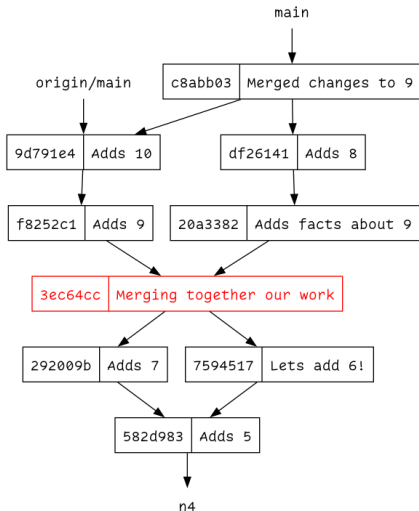 main
c8abb03 Merged changes to 9
origin/main
9d791e4 Adds 10
df26141 Adds 8
f8252c1 Adds 9
20a3382 Adds facts about 9
3ec64cc Merging together our work
292009b Adds 7
7594517 Lets add 6!
582d983 Adds 5
n4